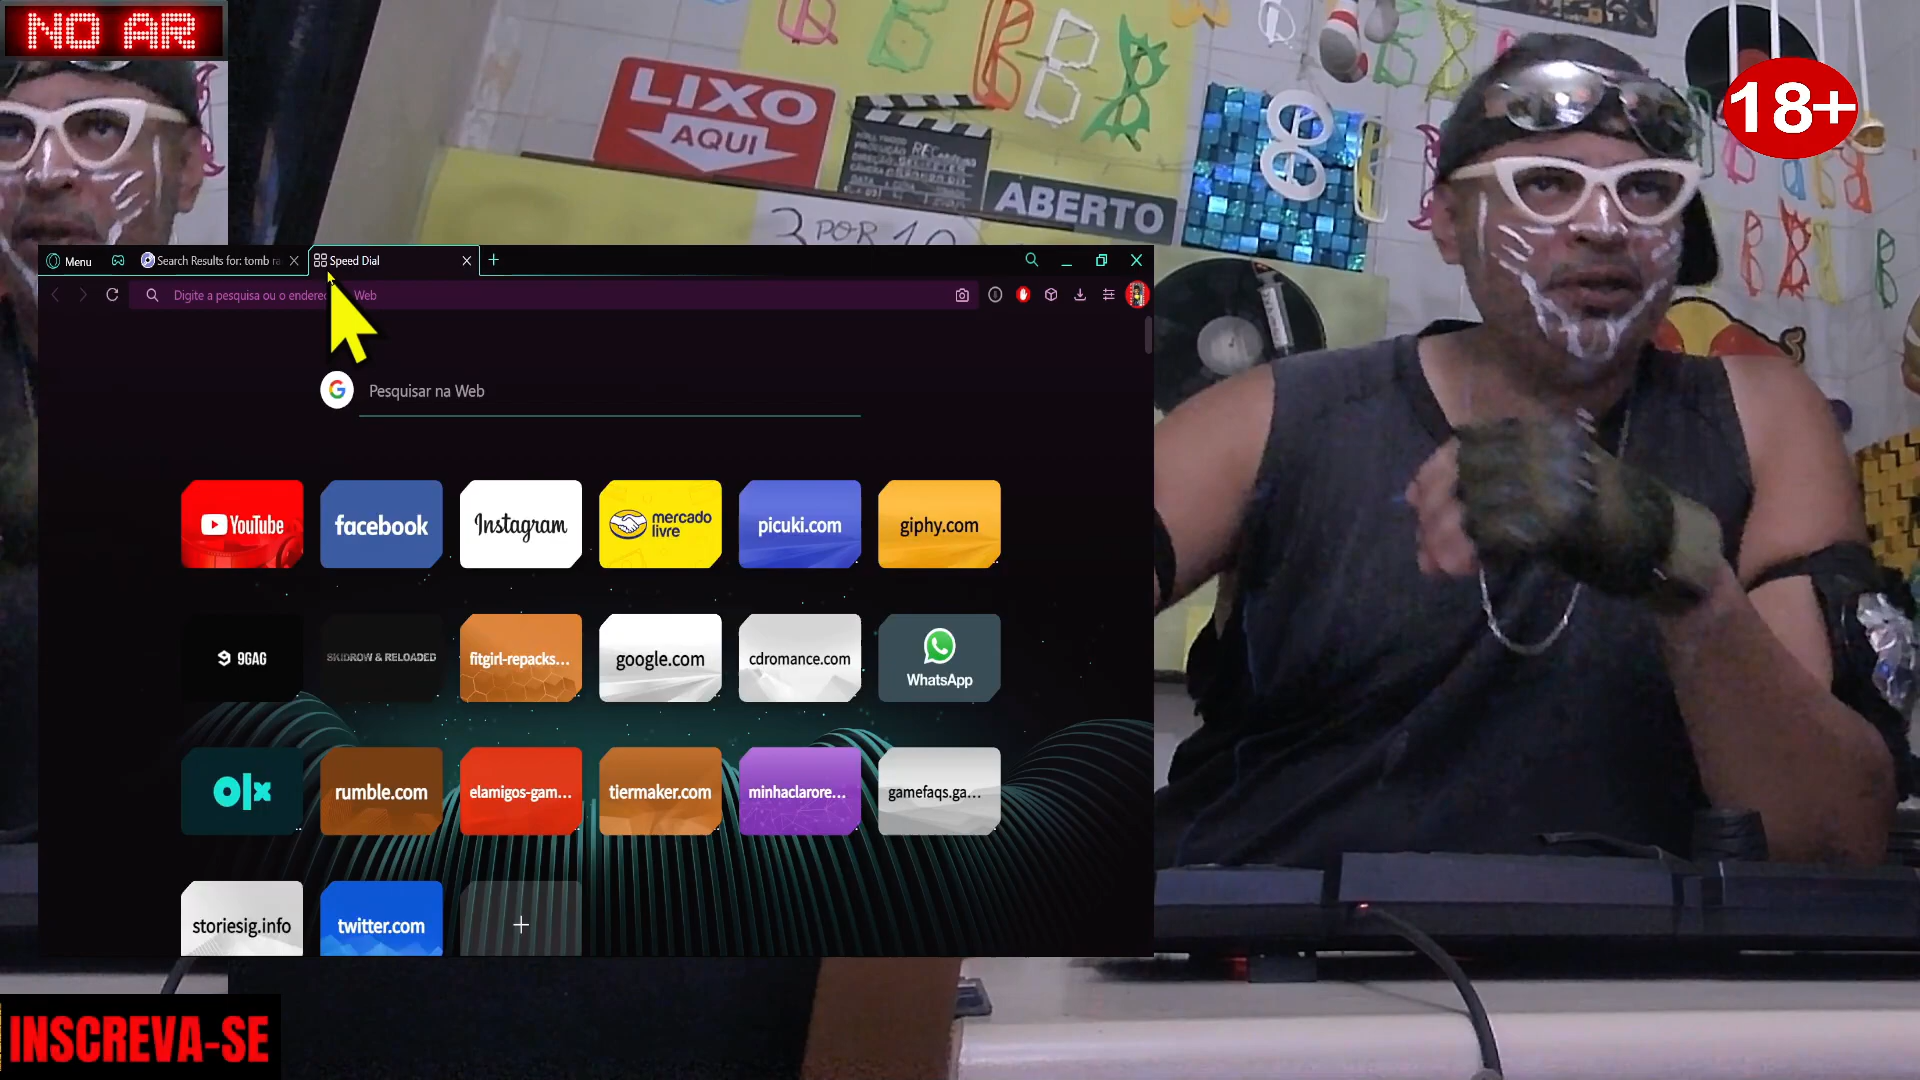 NO AR
LIXO
AQUI
ABERTO
3 POR 10
18+
Menu
Search Results for: tomb ra
Speed Dial
Digite a pesquisa ou o endere
Web
Pesquisar na Web
YouTube
facebook
Instagram
mercado
livre
picuki.com
giphy.com
9GAG
SKIDROW & RELOADED
fitgirl-repacks...
google.com
cdromance.com
WhatsApp
olx
rumble.com
elamigos-gam...
tiermaker.com
minhaclarore...
gamefaqs.ga...
storiesig.info
twitter.com
INSCREVA-SE